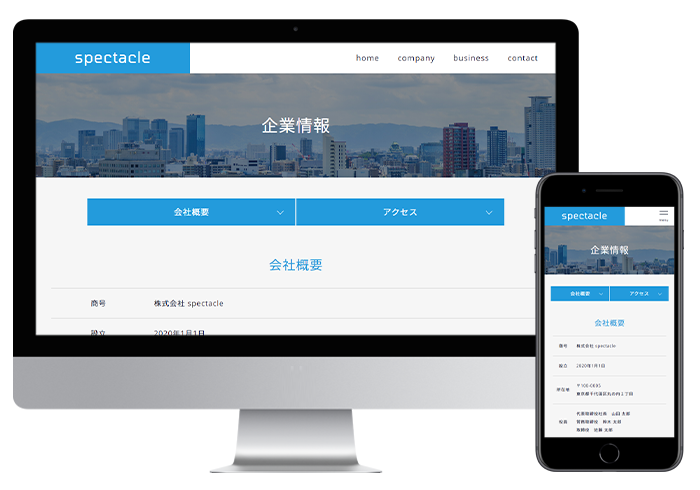 spectacle
home company business contact
企業情報
会社概要 アクセス
会社概要
商号 株式会社 spectacle
設立 2020年1月1日
spectacle
menu
企業情報
会社概要 アクセス
会社概要
商号 株式会社 spectacle
設立 2020年1月1日
所在地 〒100-0005
東京都千代田区丸の内1丁目
役員 代表取締役社長 山田 太郎
常務取締役 鈴木 太郎
取締役 佐藤 太郎